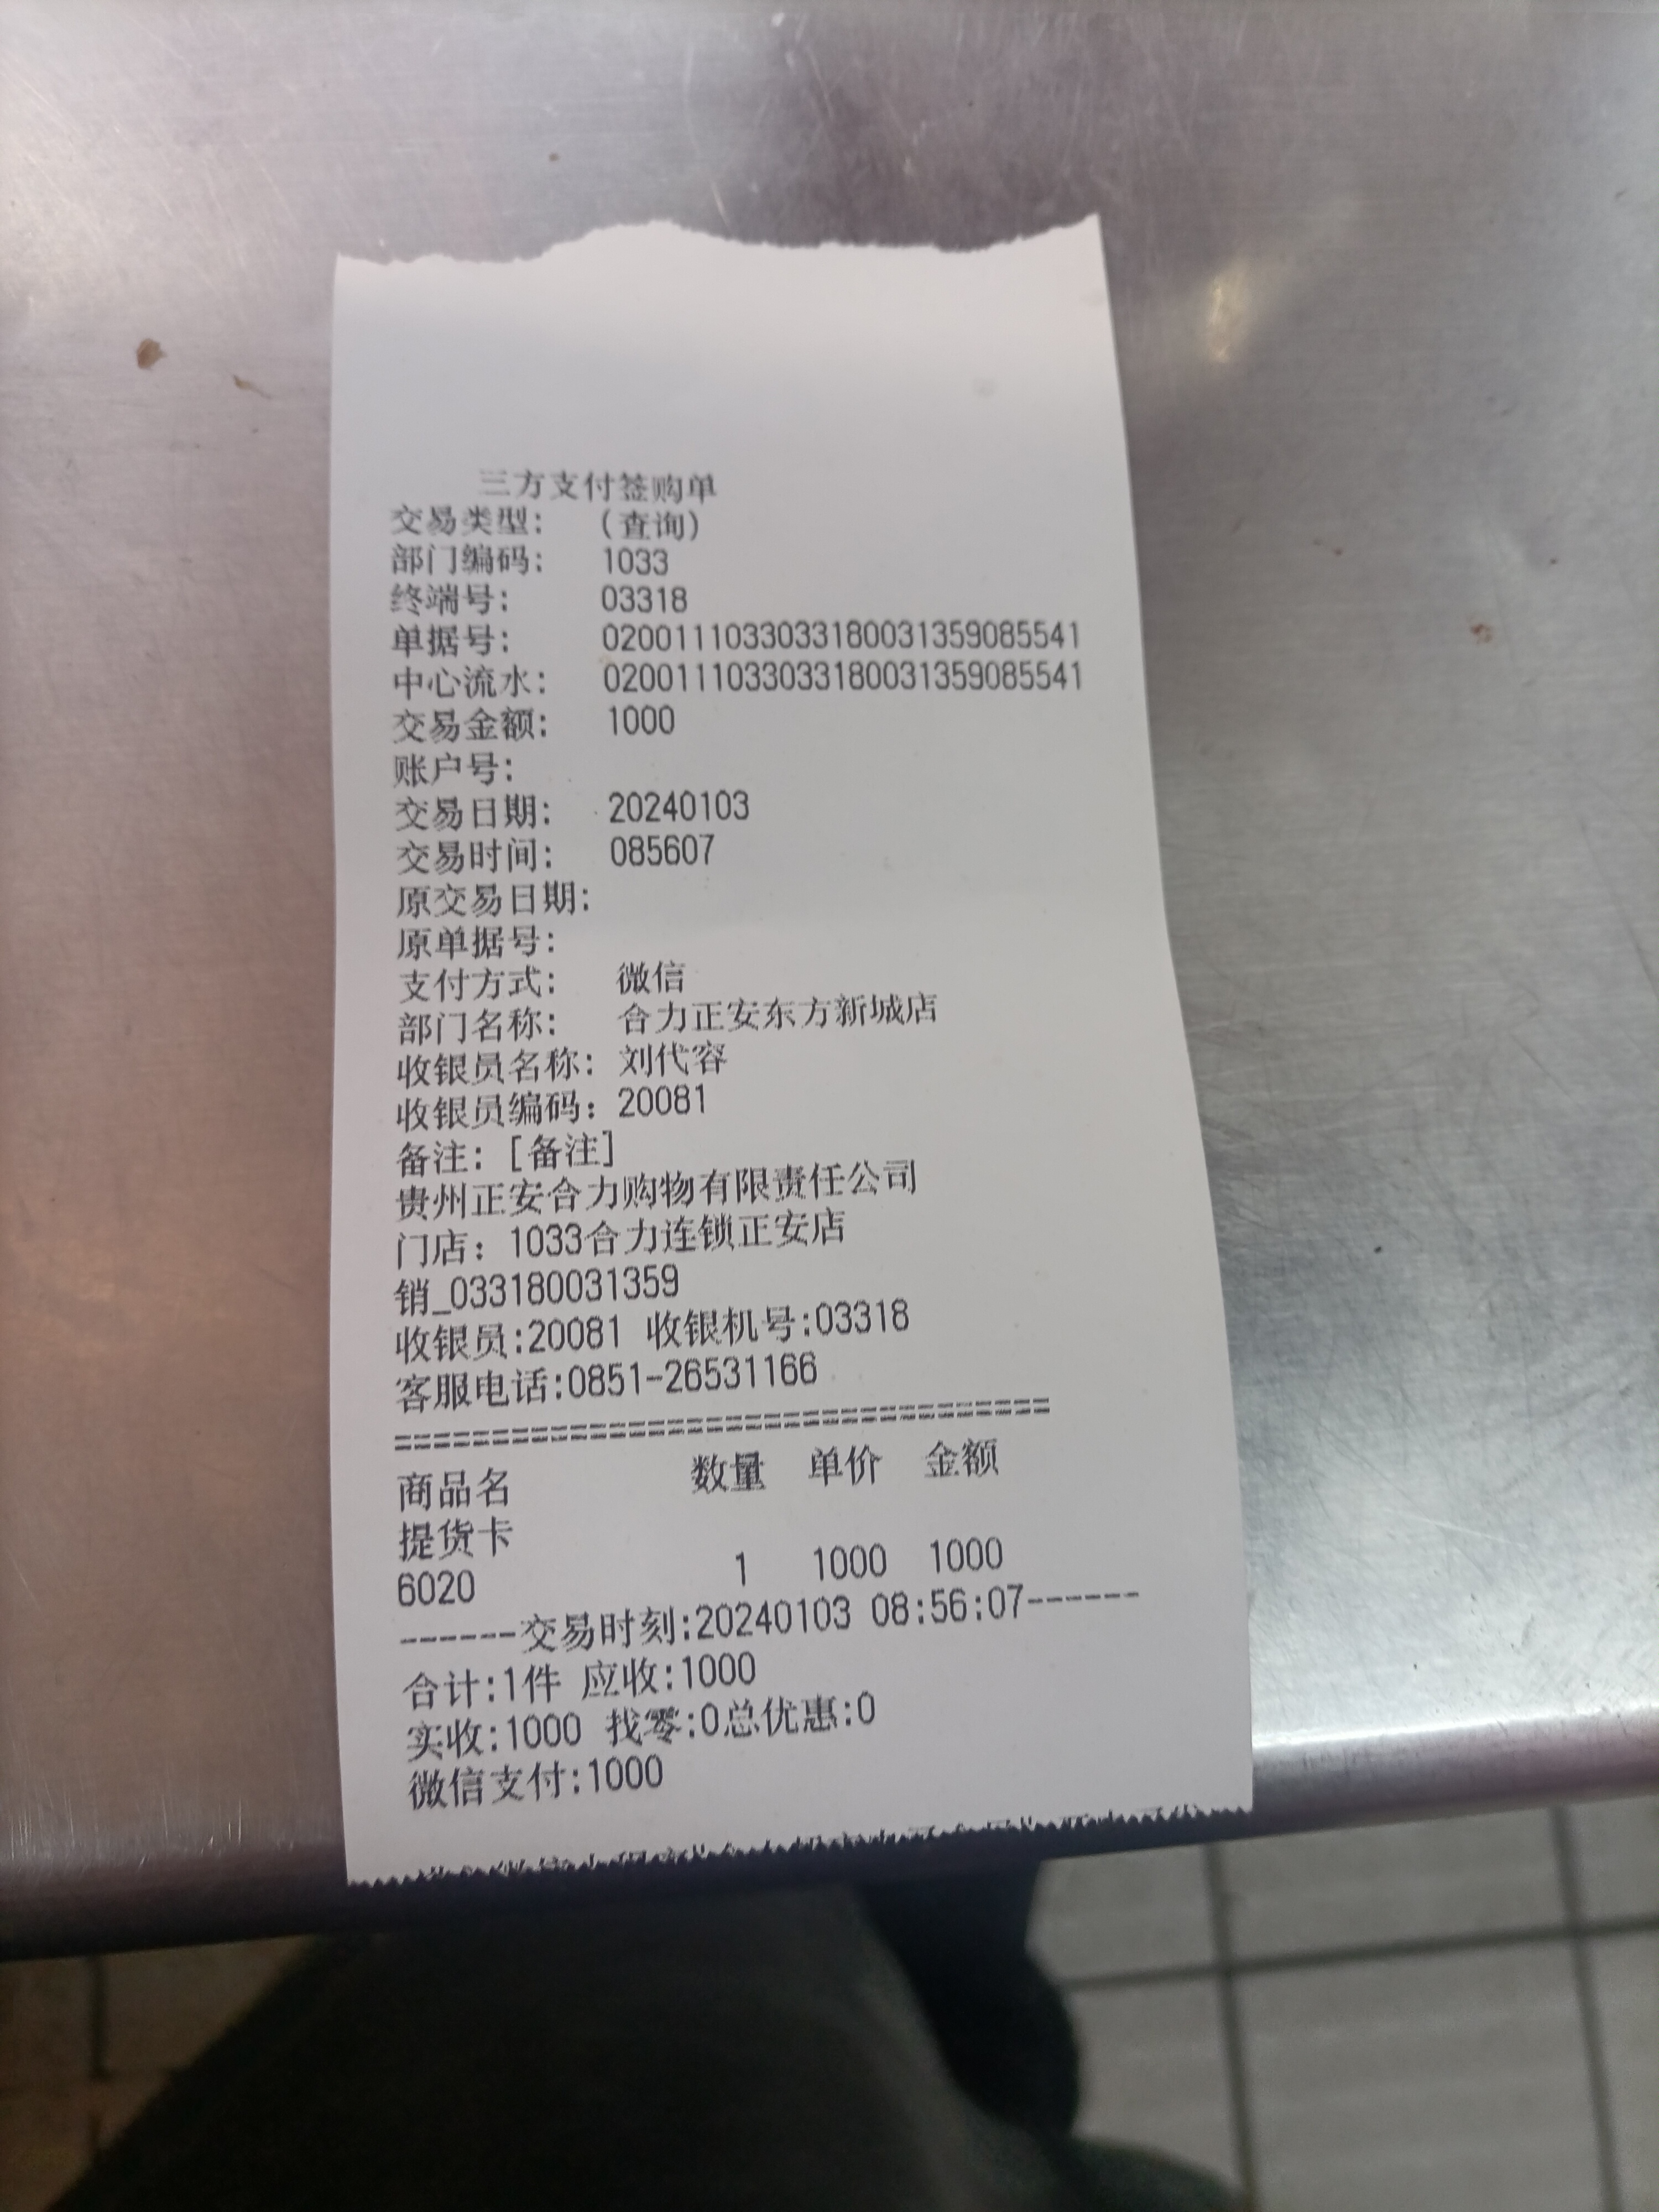 三方支付签购单
交易类型: (查询)
部门编码: 1033
终端号: 03318
单据号: 0200111033033180031359085541
中心流水: 0200111033033180031359085541
交易金额: 1000
账户号:
交易日期: 20240103
交易时间: 085607
原交易日期:
原单据号:
支付方式: 微信
部门名称: 合力正安东方新城店
收银员名称: 刘代容
收银员编码: 20081
备注: [备注]
贵州正安合力购物有限责任公司
门店: 1033合力连锁正安店
销_033180031359
收银员:20081 收银机号:03318
客服电话:0851-26531166
==================================
商品名 数量 单价 金额
提货卡
6020 1 1000 1000
------交易时刻:20240103 08:56:07------
合计:1件 应收:1000
实收:1000 找零:0总优惠:0
微信支付:1000